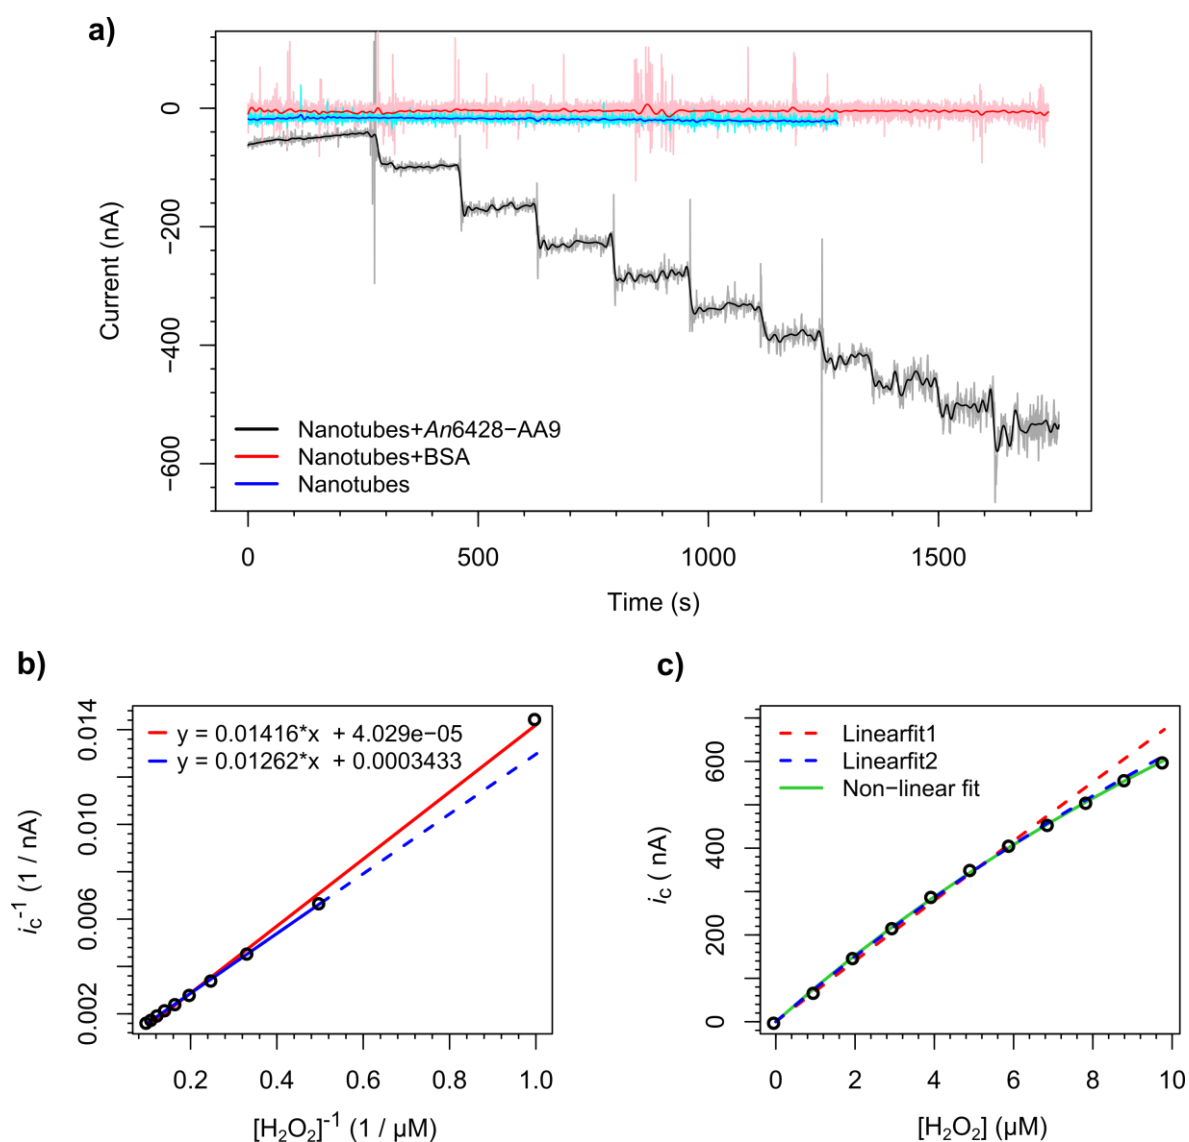 a)
0
−200
−400
−600
Current (nA)
Nanotubes+An6428−AA9
Nanotubes+BSA
Nanotubes
0 500 1000 1500
Time (s)
b)
0.014
0.010
0.006
0.002
i_c^-1 (1 / nA)
y = 0.01416*x + 4.029e−05
y = 0.01262*x + 0.0003433
0.2 0.4 0.6 0.8 1.0
[H₂O₂]⁻¹ (1 / µM)
c)
600
400
200
0
i_c ( nA)
Linearfit1
Linearfit2
Non−linear fit
0 2 4 6 8 10
[H₂O₂] (µM)